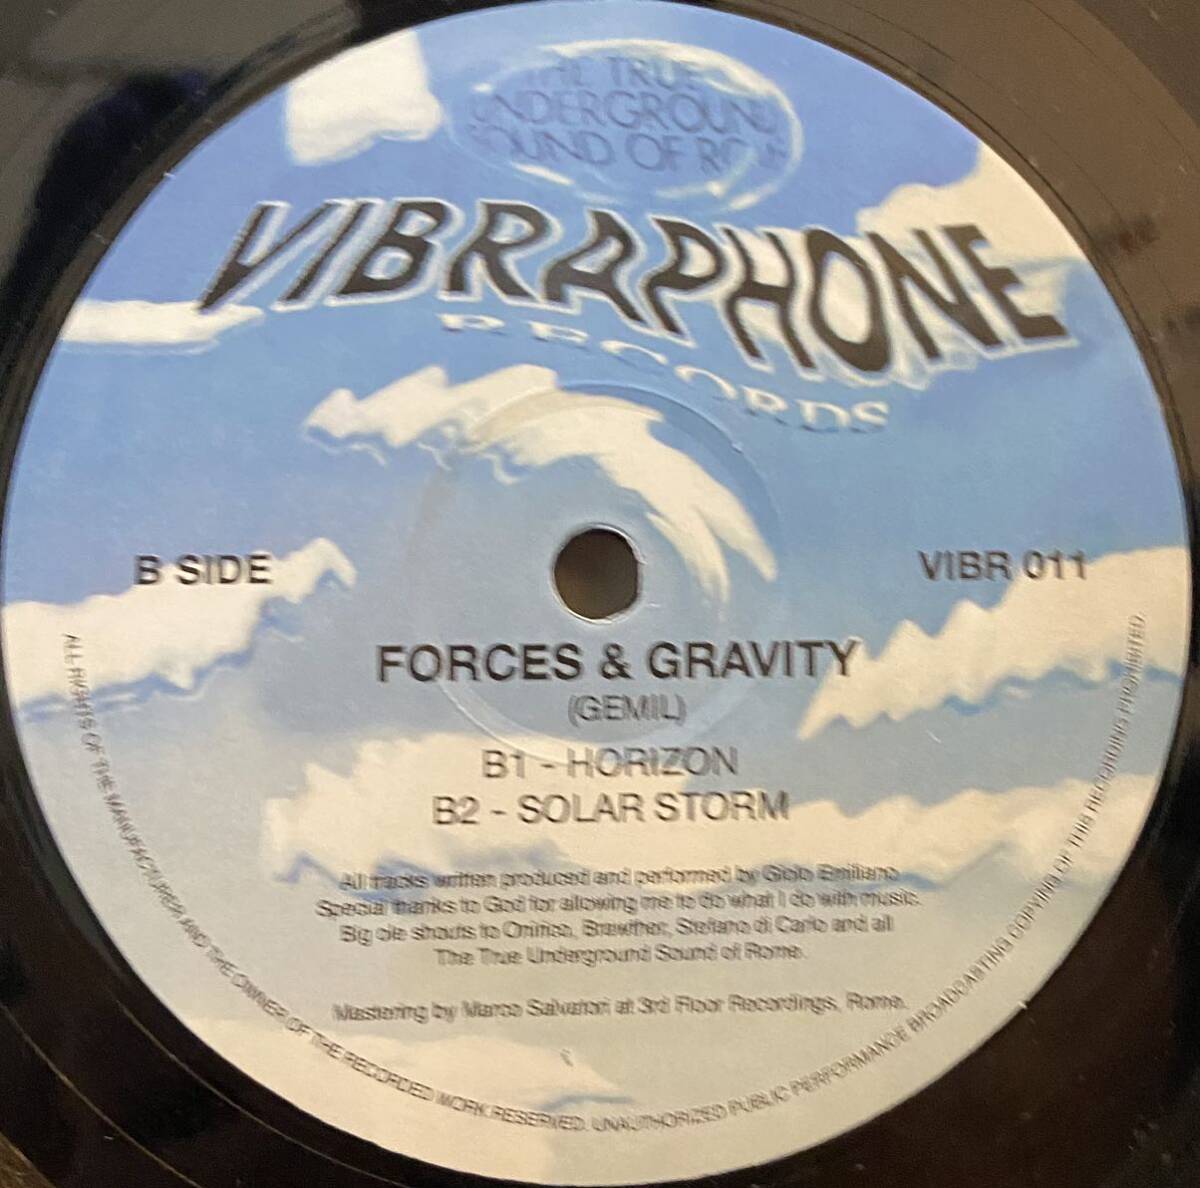 THE TRUE
UNDERGROUND
SOUND OF ROME
VIBRAPHONE
RECORDS
B SIDE
VIBR 011
FORCES & GRAVITY
(GEMIL)
B1 - HORIZON
B2 - SOLAR STORM
All tracks written produced and performed by Giolo Emiliano
Special thanks to God for allowing me to do what I do with music.
Big ole shouts to Brawther, Stefano di Carlo and all
The True Underground Sound of Rome.
Mastering by Marco Salvatori at 3rd Floor Recordings, Rome.
ALL RIGHTS OF THE MANUFACTURER AND THE OWNER OF THE RECORDED WORK RESERVED. UNAUTHORIZED PUBLIC PERFORMANCE BROADCASTING COPYING OF THIS RECORDING PROHIBITED.